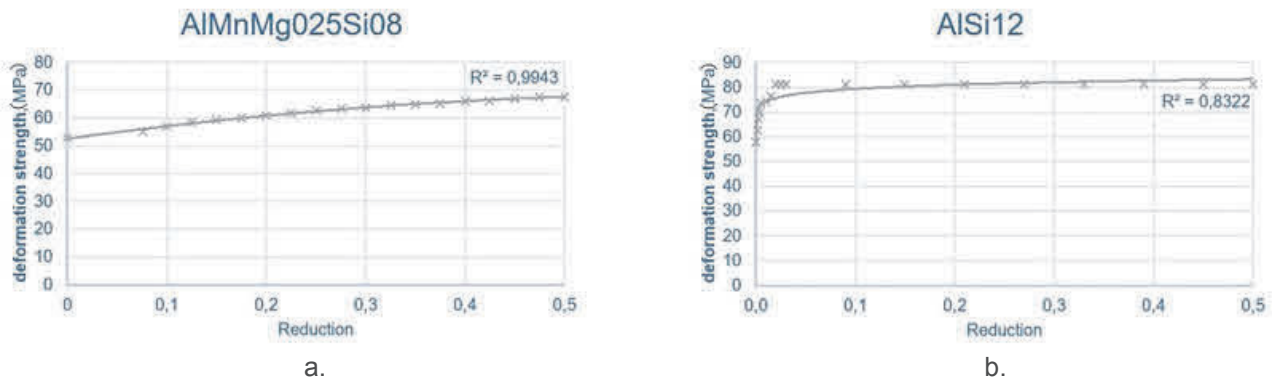 AlMnMg025Si08
deformation strength,(MPa)
80
70
60
50
40
30
20
10
0
R² = 0,9943
0 0,1 0,2 0,3 0,4 0,5
Reduction
a.
AlSi12
deformation strength,(MPa)
90
80
70
60
50
40
30
20
10
0
R² = 0,8322
0,0 0,1 0,2 0,3 0,4 0,5
Reduction
b.